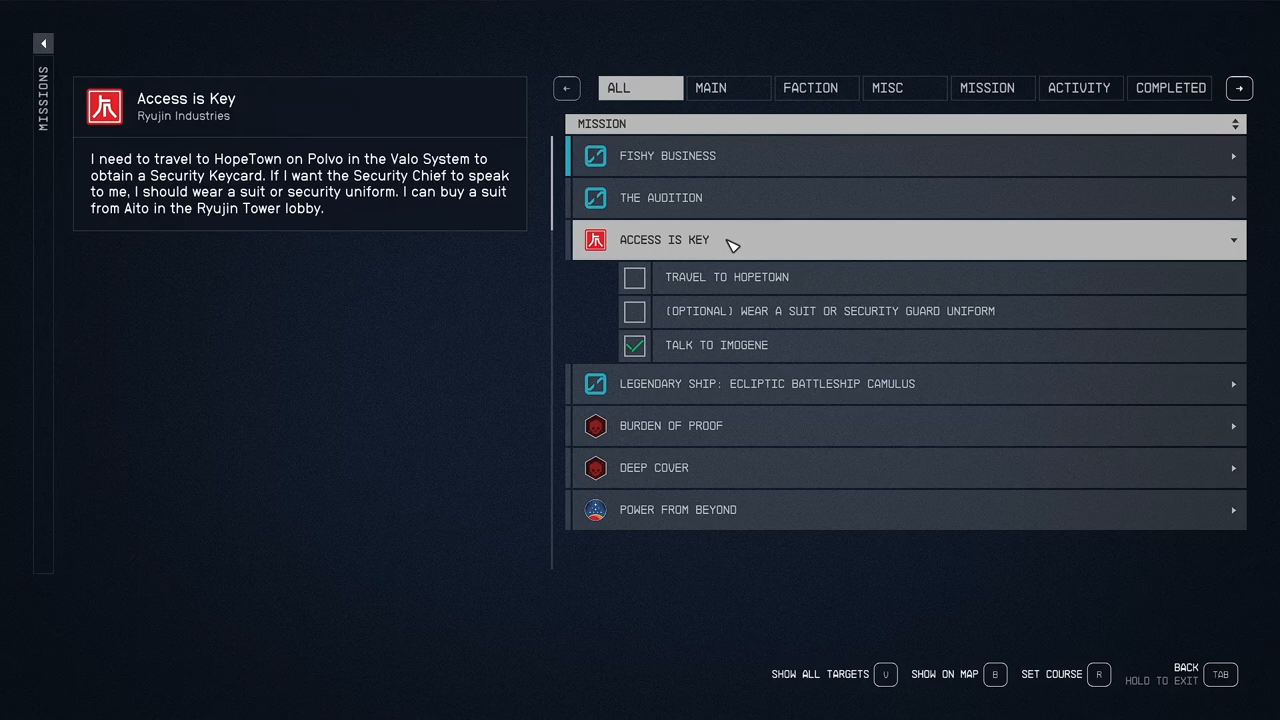 MISSIONS
Access is Key
Ryujin Industries
I need to travel to HopeTown on Polvo in the Valo System to
obtain a Security Keycard. If I want the Security Chief to speak
to me, I should wear a suit or security uniform. I can buy a suit
from Aito in the Ryujin Tower lobby.
ALL MAIN FACTION MISC MISSION ACTIVITY COMPLETED
MISSION
FISHY BUSINESS
THE AUDITION
ACCESS IS KEY
TRAVEL TO HOPETOWN
(OPTIONAL) WEAR A SUIT OR SECURITY GUARD UNIFORM
TALK TO IMOGENE
LEGENDARY SHIP: ECLIPTIC BATTLESHIP CAMULUS
BURDEN OF PROOF
DEEP COVER
POWER FROM BEYOND
SHOW ALL TARGETS V SHOW ON MAP B SET COURSE R BACK TAB
HOLD TO EXIT